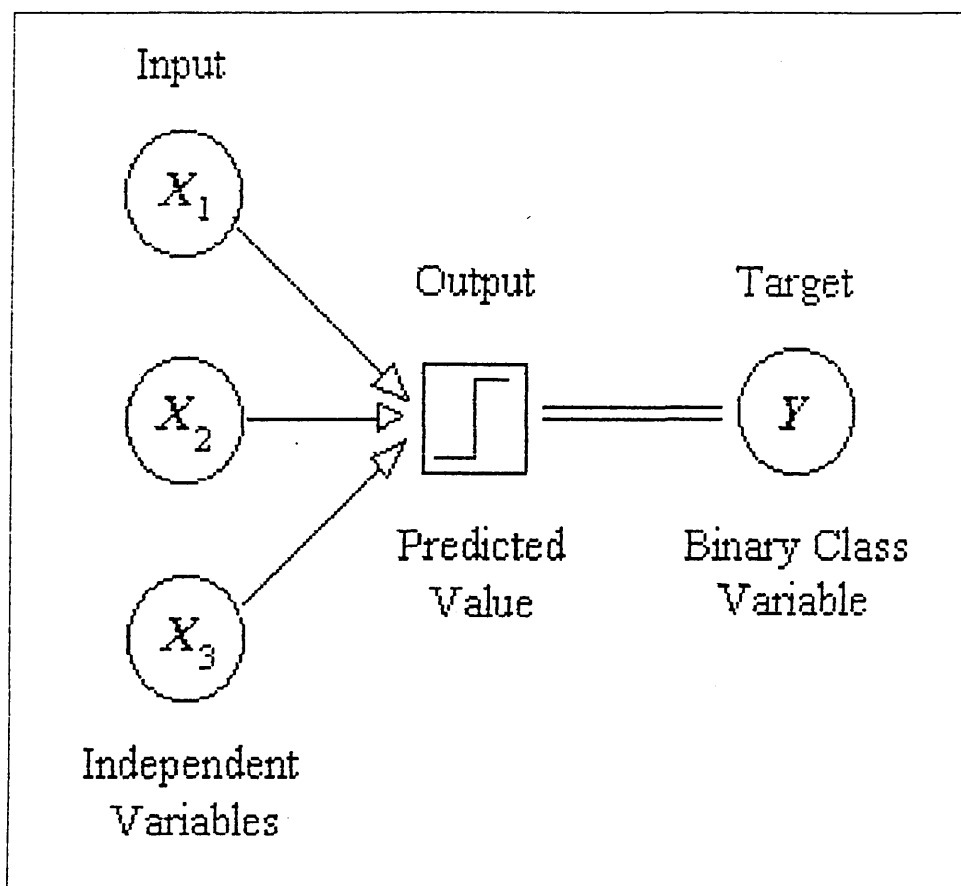 Input
X1
Output
Target
X2
Y
Predicted
Value
Binary Class
Variable
X3
Independent
Variables